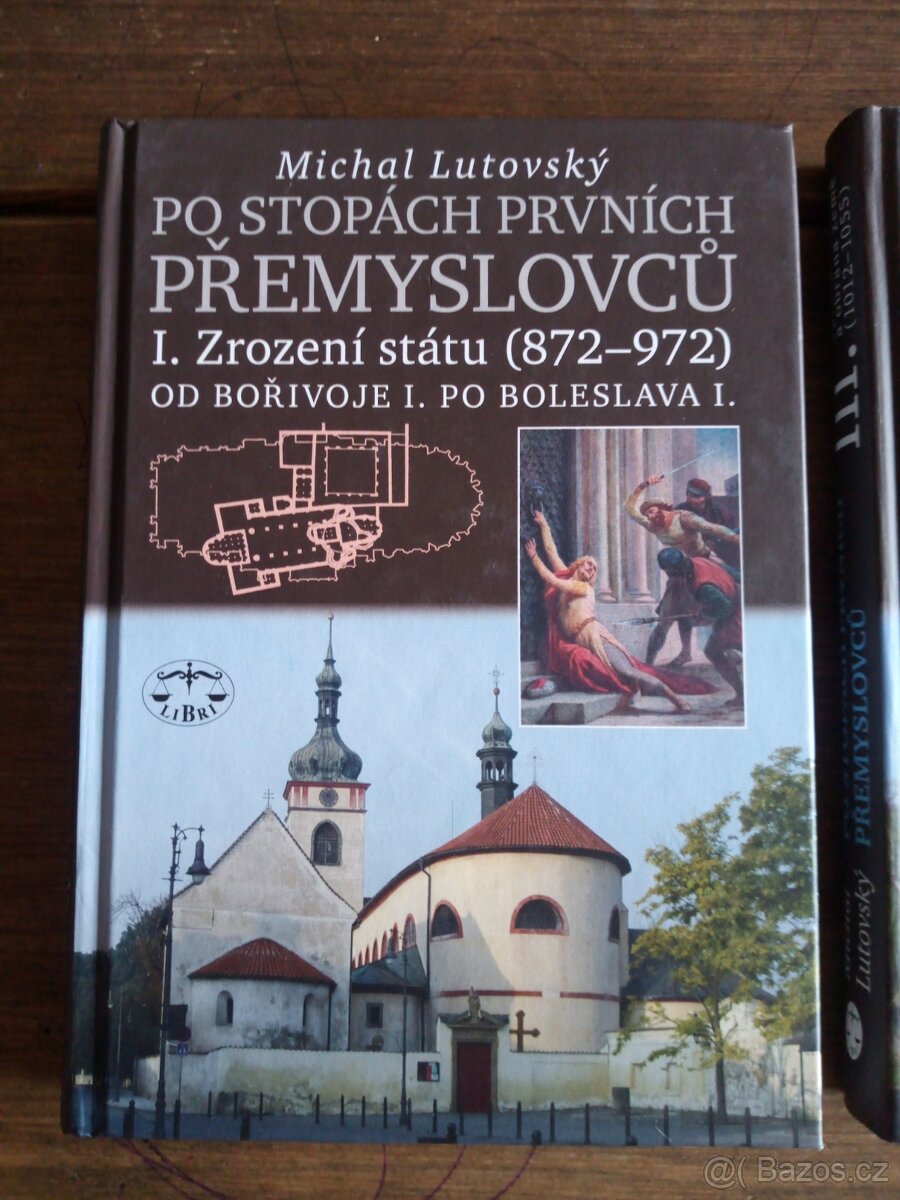 Michal Lutovský
PO STOPÁCH PRVNÍCH
PŘEMYSLOVCŮ
I. Zrození státu (872–972)
OD BOŘIVOJE I. PO BOLESLAVA I.
LIBRI
III.
(1012–1055)
PŘEMYSLOVCŮ
Lutovský
@( Bazos.cz